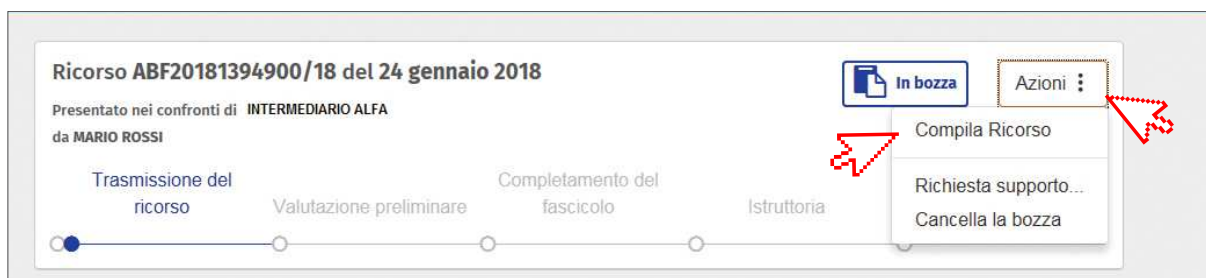 Ricorso ABF20181394900/18 del 24 gennaio 2018
In bozza
Azioni
Presentato nei confronti di INTERMEDIARIO ALFA
da MARIO ROSSI
Compila Ricorso
Richiesta supporto...
Cancella la bozza
Trasmissione del
ricorso
Valutazione preliminare
Completamento del
fascicolo
Istruttoria